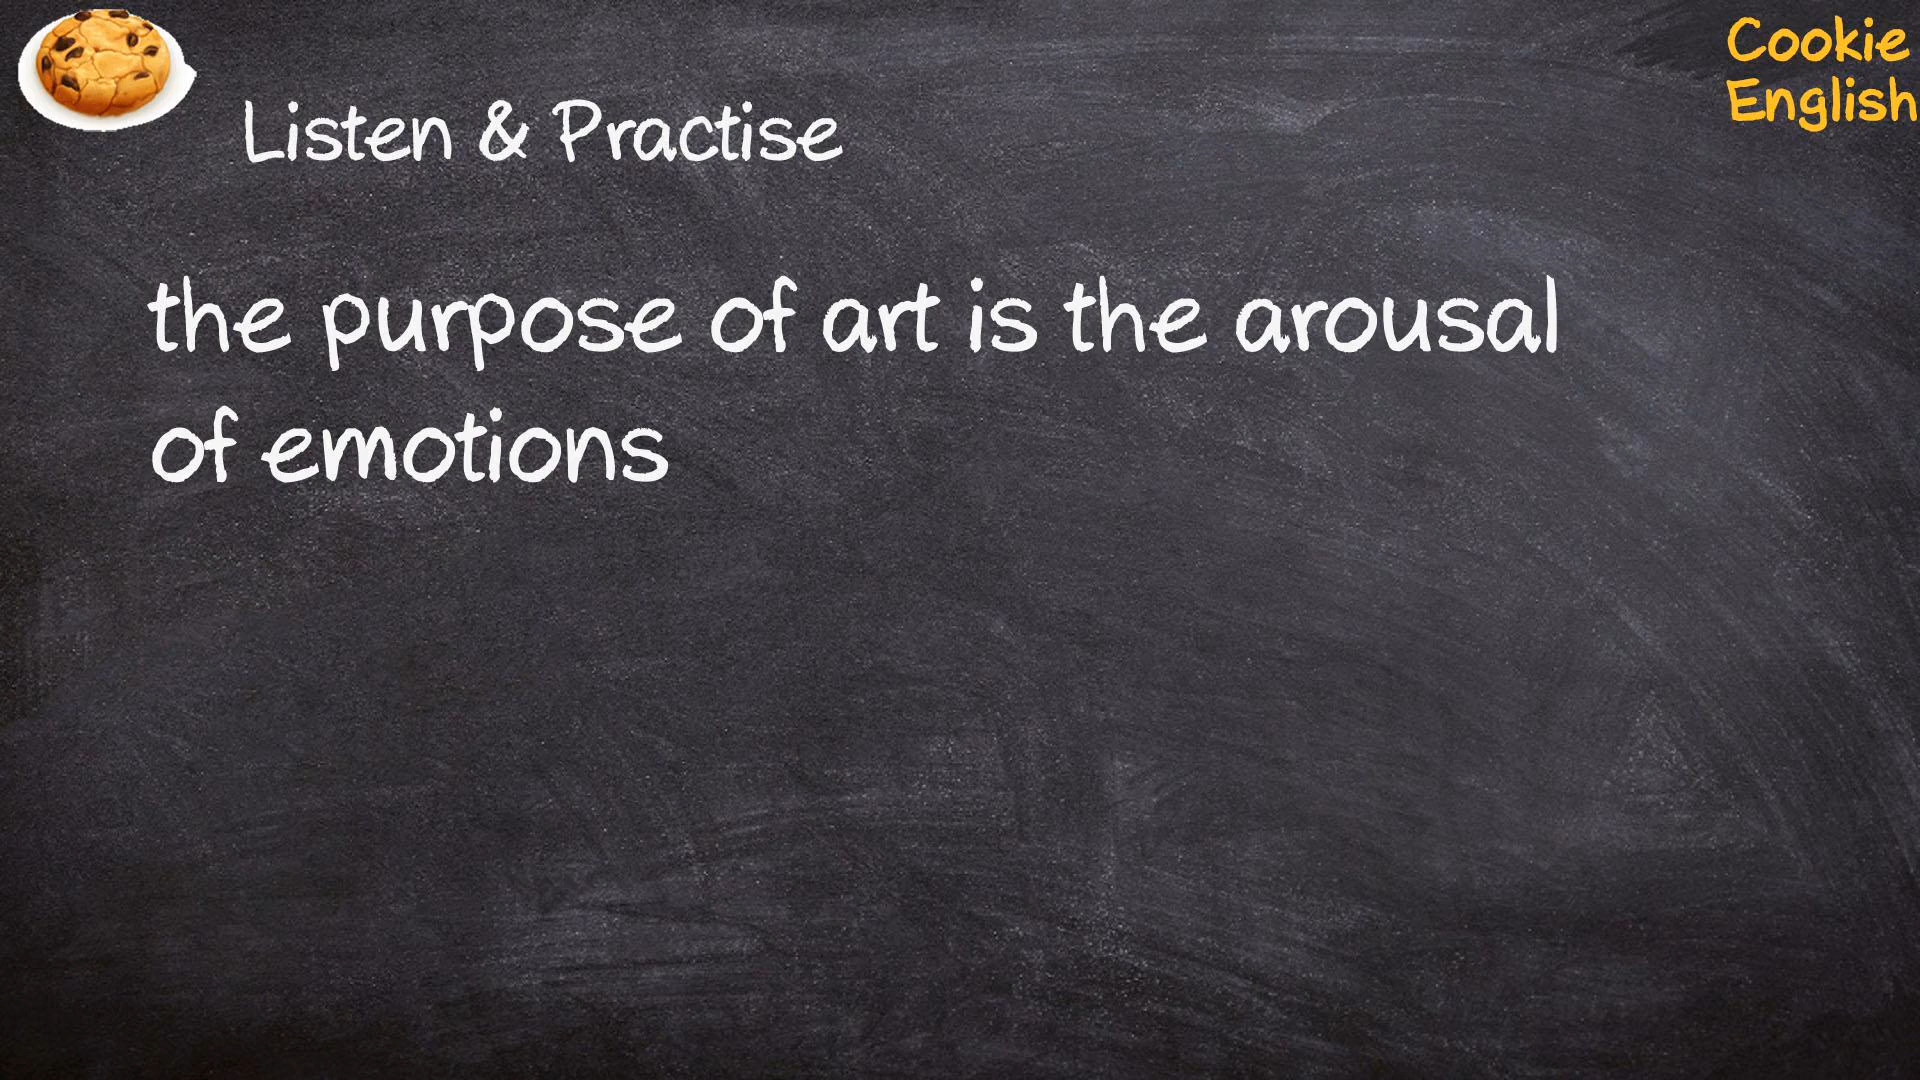 Cookie
English
Listen & Practise
the purpose of art is the arousal
of emotions